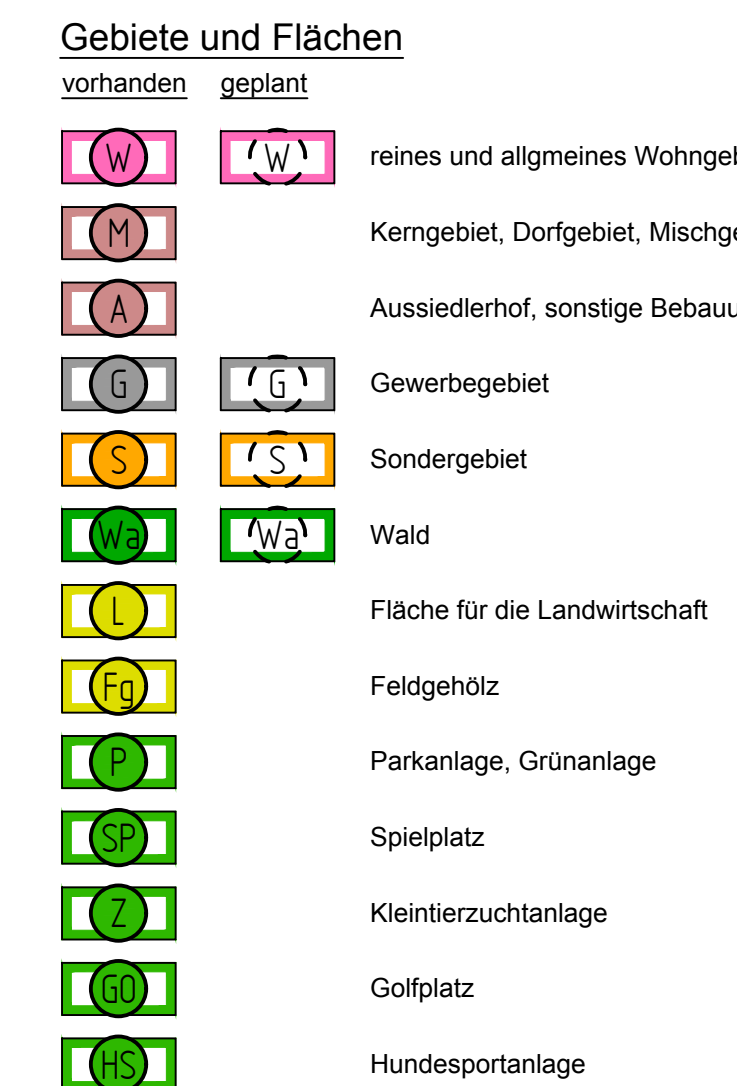 Gebiete und Flächen
vorhanden geplant
W W reines und allgmeines Wohngeb
M Kerngebiet, Dorfgebiet, Mischge
A Aussiedlerhof, sonstige Bebauu
G G Gewerbegebiet
S S Sondergebiet
Wa Wa Wald
L Fläche für die Landwirtschaft
Fg Feldgehölz
P Parkanlage, Grünanlage
SP Spielplatz
Z Kleintierzuchtanlage
GO Golfplatz
HS Hundesportanlage